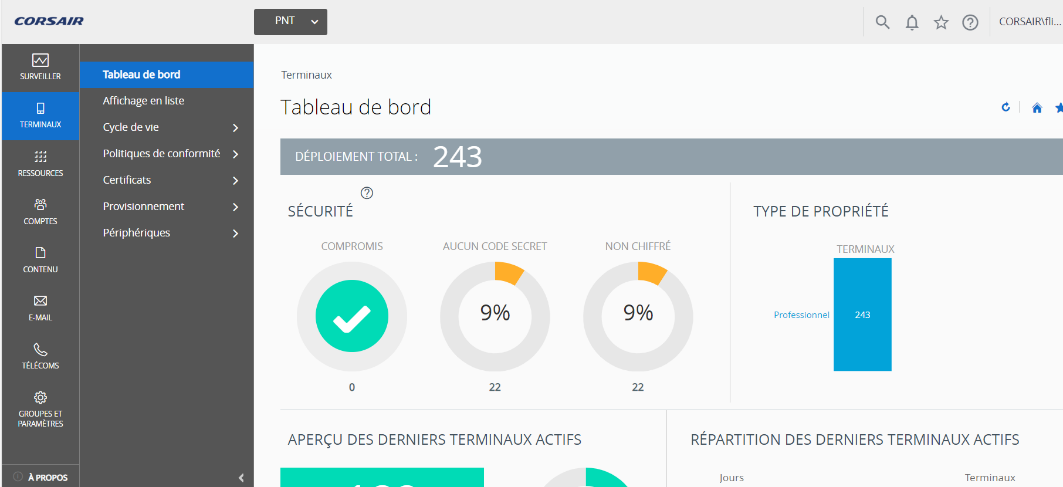 CORSAIR
PNT
CORSAIR\fli...
SURVEILLER
TERMINAUX
RESSOURCES
COMPTES
CONTENU
E-MAIL
TÉLÉCOMS
GROUPES ET
PARAMÈTRES
À PROPOS
Tableau de bord
Affichage en liste
Cycle de vie
Politiques de conformité
Certificats
Provisionnement
Périphériques
Terminaux
Tableau de bord
DÉPLOIEMENT TOTAL : 243
SÉCURITÉ
COMPROMIS
0
AUCUN CODE SECRET
9%
22
NON CHIFFRÉ
9%
22
TYPE DE PROPRIÉTÉ
TERMINAUX
Professionnel 243
APERÇU DES DERNIERS TERMINAUX ACTIFS
RÉPARTITION DES DERNIERS TERMINAUX ACTIFS
Jours Terminaux